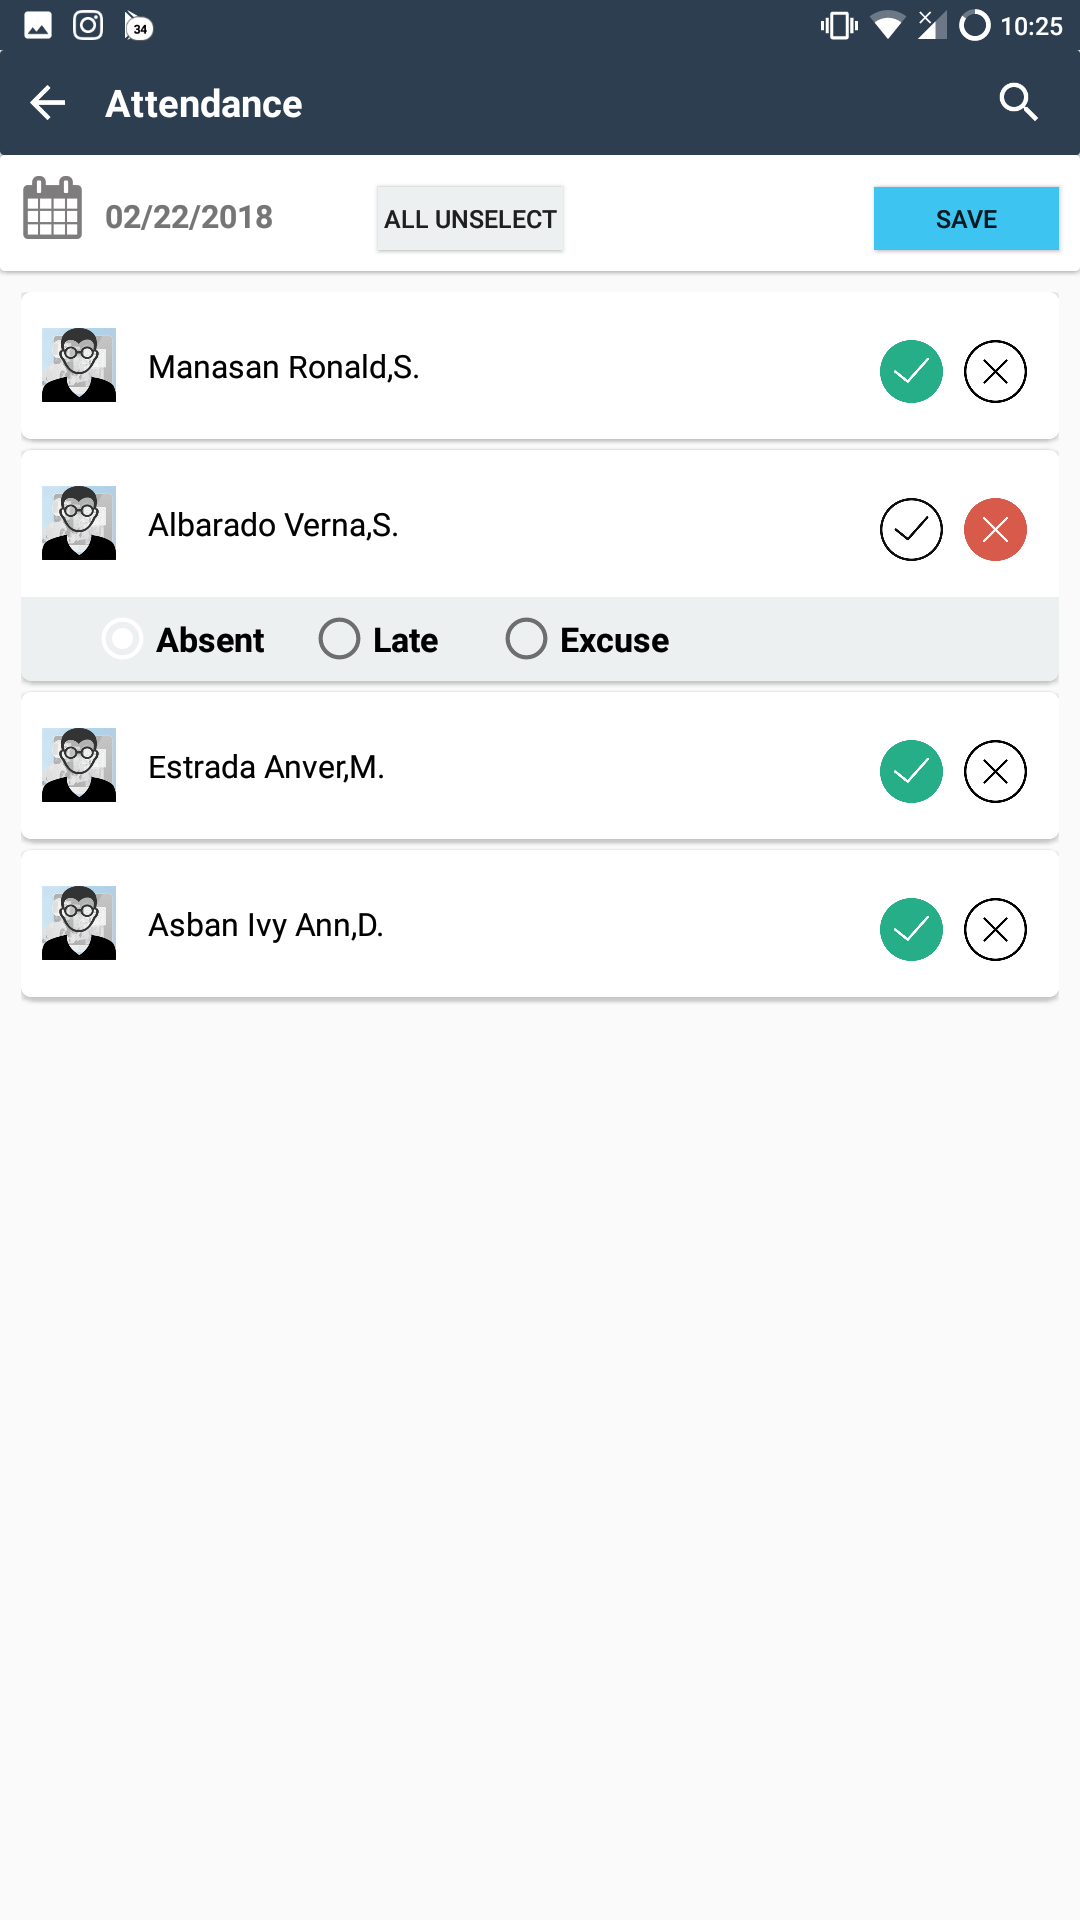 34
10:25
Attendance
02/22/2018
ALL UNSELECT
SAVE
Manasan Ronald,S.
Albarado Verna,S.
Absent
Late
Excuse
Estrada Anver,M.
Asban Ivy Ann,D.